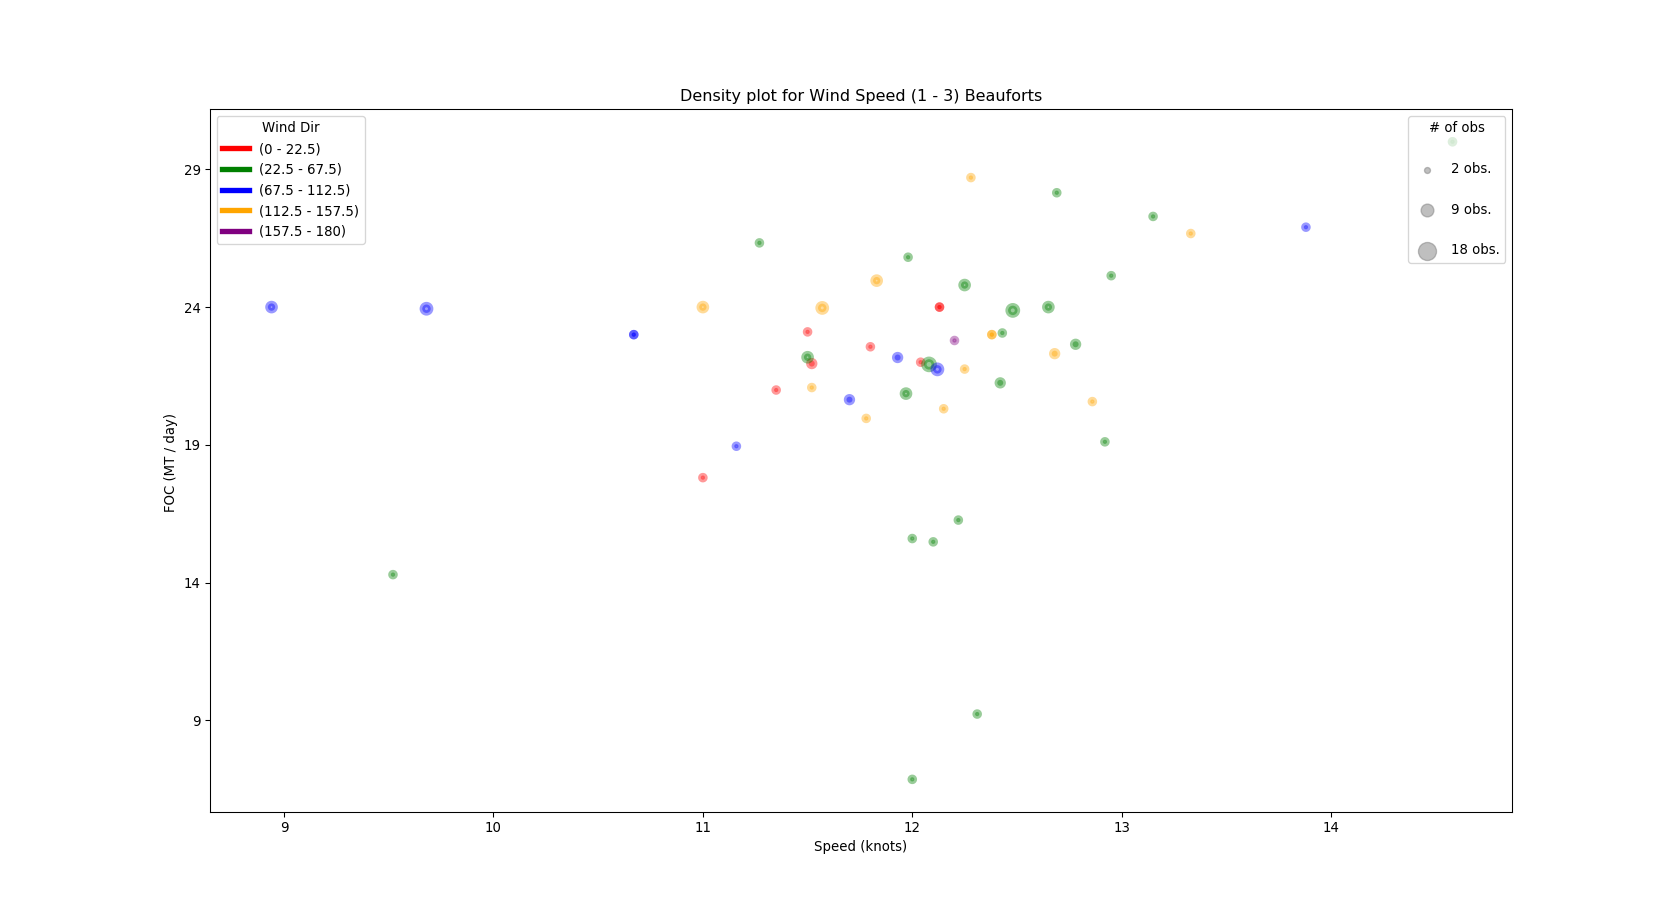 Density plot for Wind Speed (1 - 3) Beauforts
Wind Dir
(0 - 22.5)
(22.5 - 67.5)
(67.5 - 112.5)
(112.5 - 157.5)
(157.5 - 180)
# of obs
2 obs.
9 obs.
18 obs.
FOC (MT / day)
29
24
19
14
9
9 10 11 12 13 14
Speed (knots)